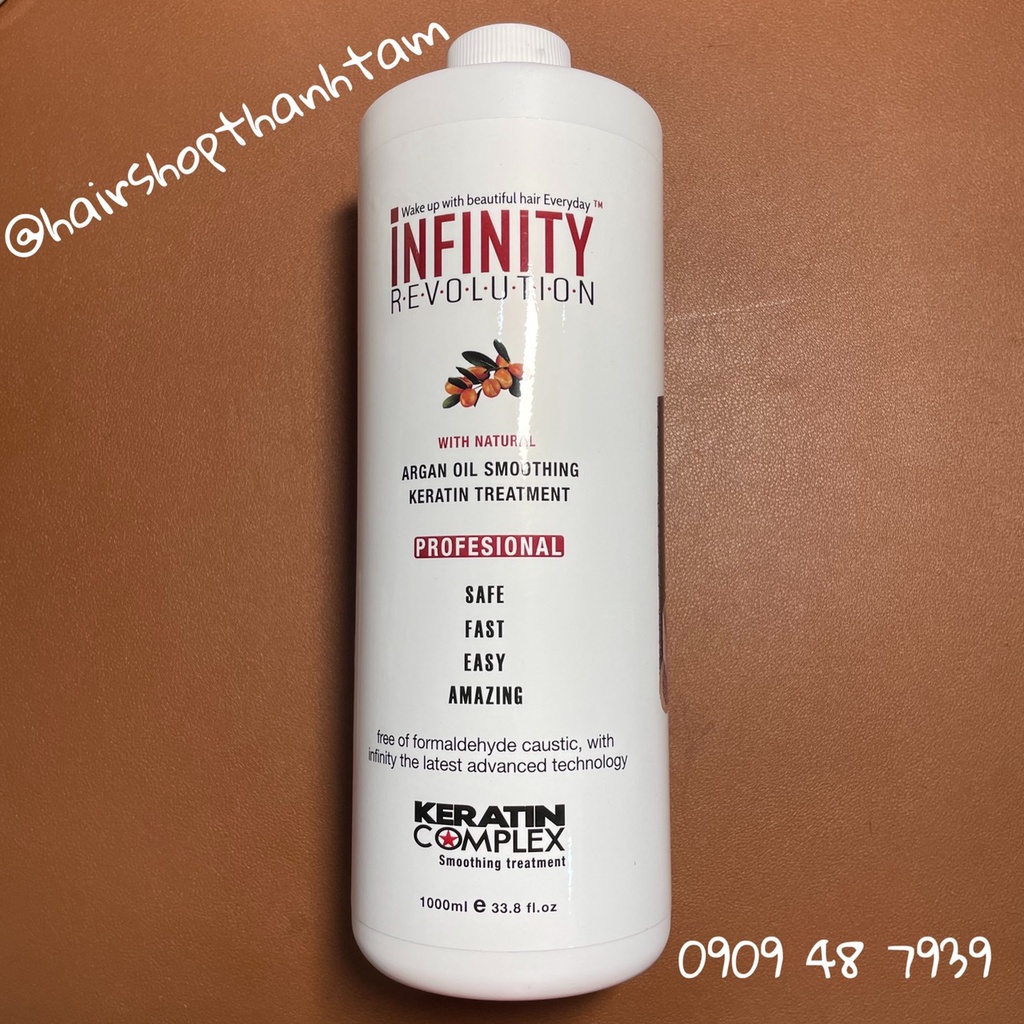 @hairshopthanhtam
Wake up with beautiful hair Everyday™
iNFINITY
R·E·V·O·L·U·T·I·O·N
WITH NATURAL
ARGAN OIL SMOOTHING
KERATIN TREATMENT
PROFESIONAL
SAFE
FAST
EASY
AMAZING
free of formaldehyde caustic, with
infinity the latest advanced technology
KERATIN
COMPLEX
Smoothing treatment
1000ml e 33.8 fl.oz
0909 48 7939